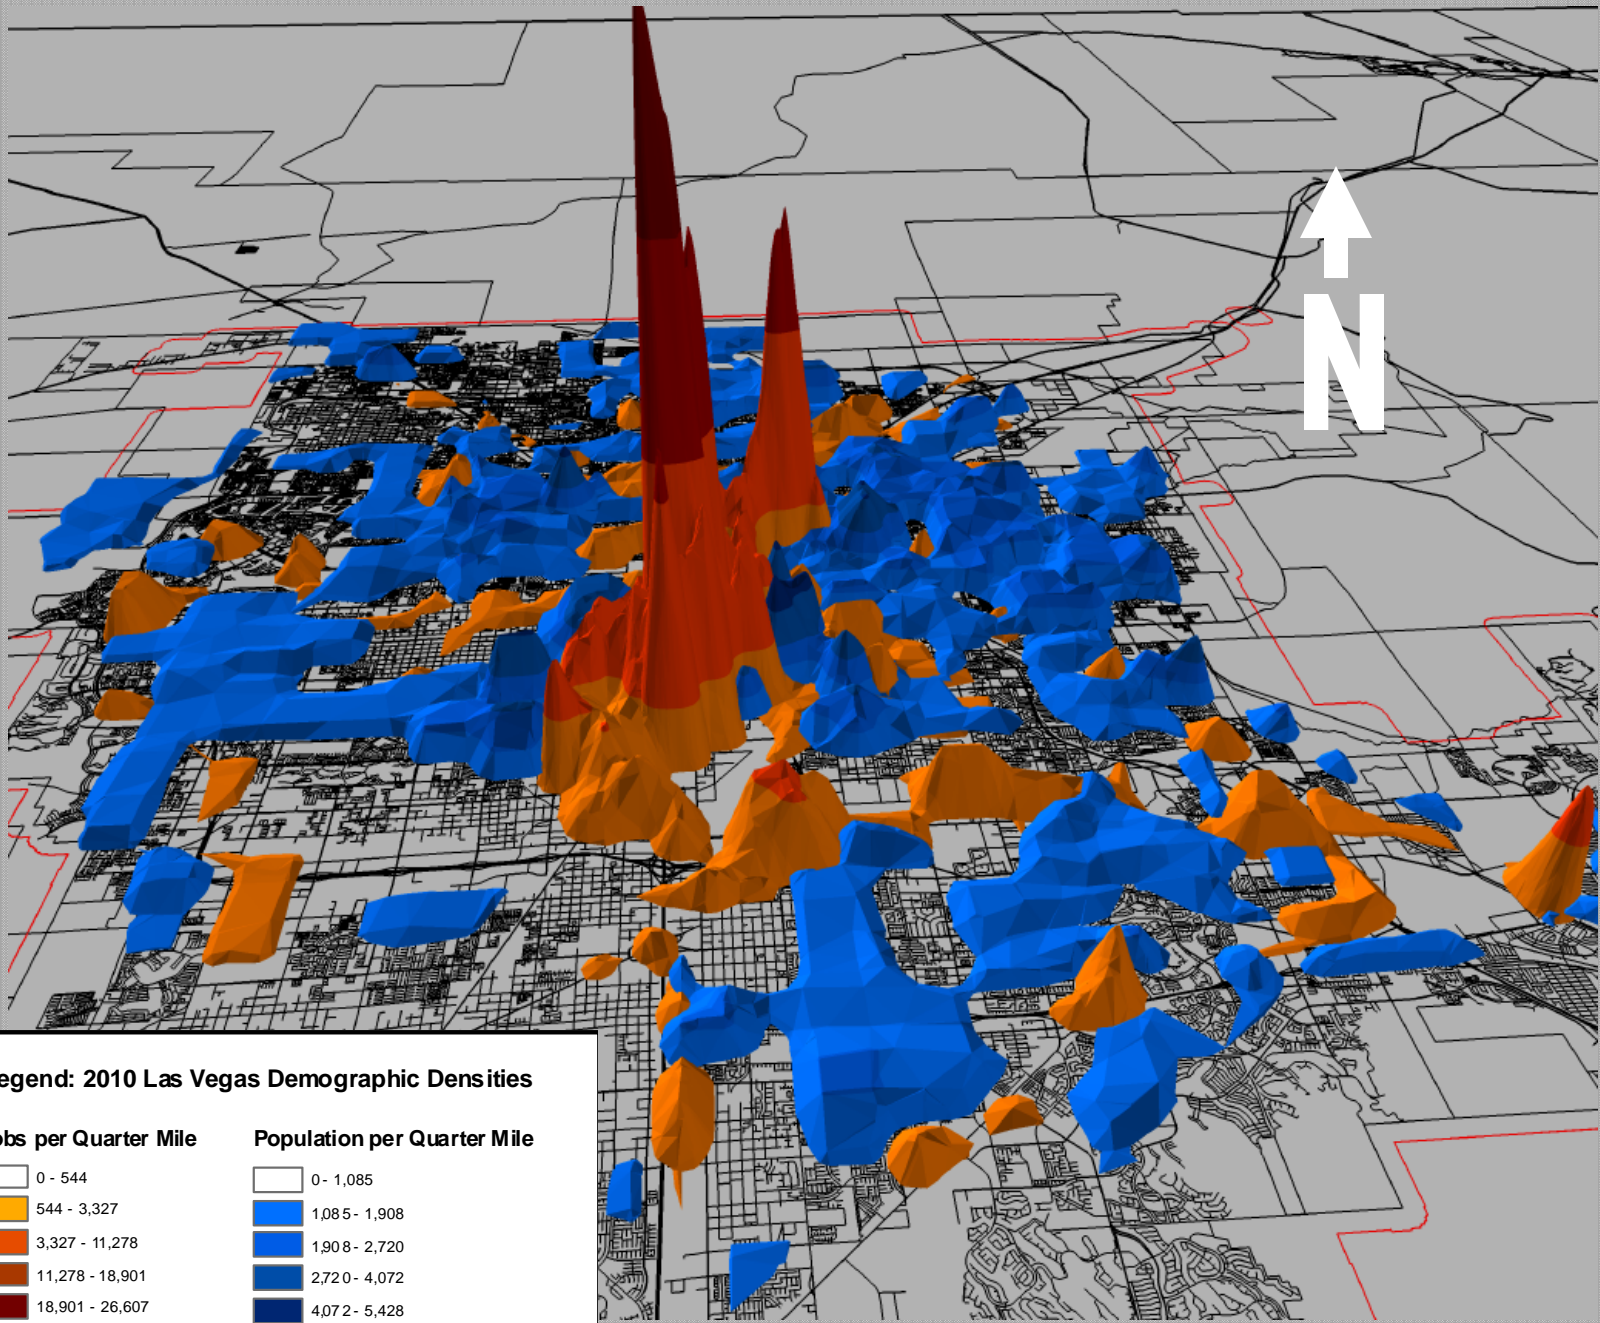 N
egend: 2010 Las Vegas Demographic Densities
obs per Quarter Mile
0 - 544
544 - 3,327
3,327 - 11,278
11,278 - 18,901
18,901 - 26,607
Population per Quarter Mile
0 - 1,085
1,085 - 1,908
1,908 - 2,720
2,720 - 4,072
4,072 - 5,428